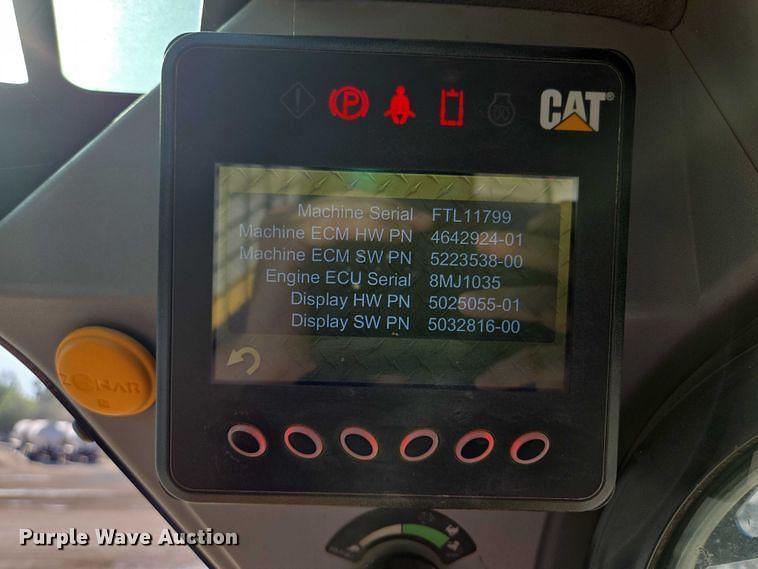 P
CAT®
Machine Serial FTL11799
Machine ECM HW PN 4642924-01
Machine ECM SW PN 5223538-00
Engine ECU Serial 8MJ1035
Display HW PN 5025055-01
Display SW PN 5032816-00
ZONAR
Purple Wave Auction®